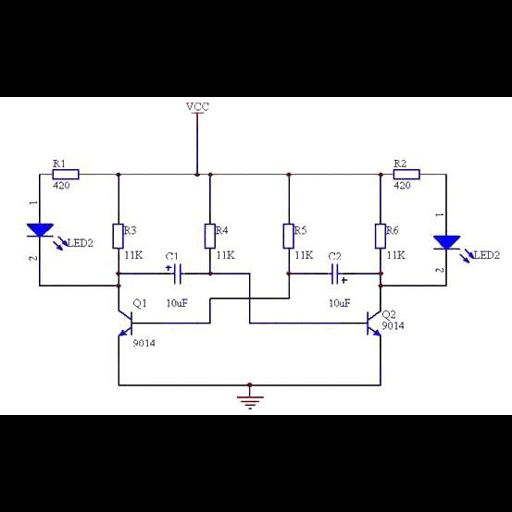 VCC
R1
R2
420
420
1
1
R3
R4
R5
R6
LED2
LED2
11K
C1
11K
11K
C2
11K
2
2
+
+
Q1
10uF
10uF
Q2
9014
9014